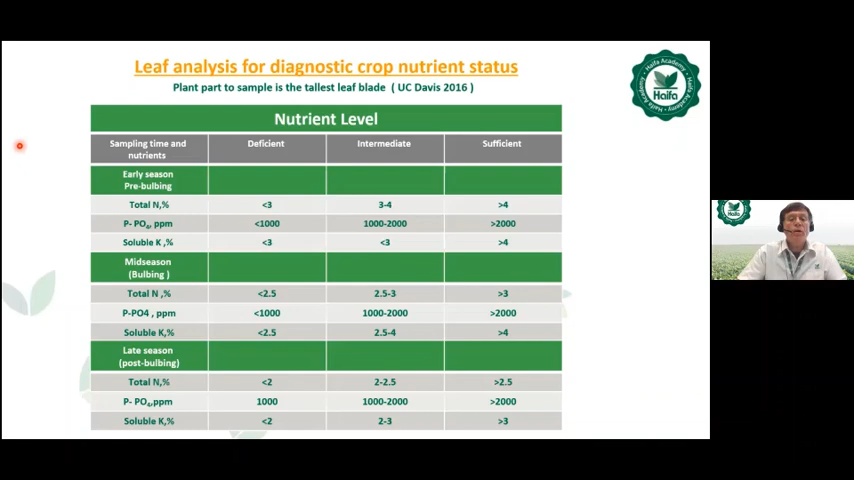 Leaf analysis for diagnostic crop nutrient status
Plant part to sample is the tallest leaf blade ( UC Davis 2016 )
Haifa Academy
Haifa
Haifa Academy
Nutrient Level
Sampling time and nutrients Deficient Intermediate Sufficient
Early season
Pre-bulbing
Total N,% <3 3-4 >4
P- PO₄, ppm <1000 1000-2000 >2000
Soluble K ,% <3 <3 >4
Midseason
(Bulbing )
Total N ,% <2.5 2.5-3 >3
P-PO4 , ppm <1000 1000-2000 >2000
Soluble K,% <2.5 2.5-4 >4
Late season
(post-bulbing)
Total N,% <2 2-2.5 >2.5
P- PO₄,ppm 1000 1000-2000 >2000
Soluble K,% <2 2-3 >3
Haifa